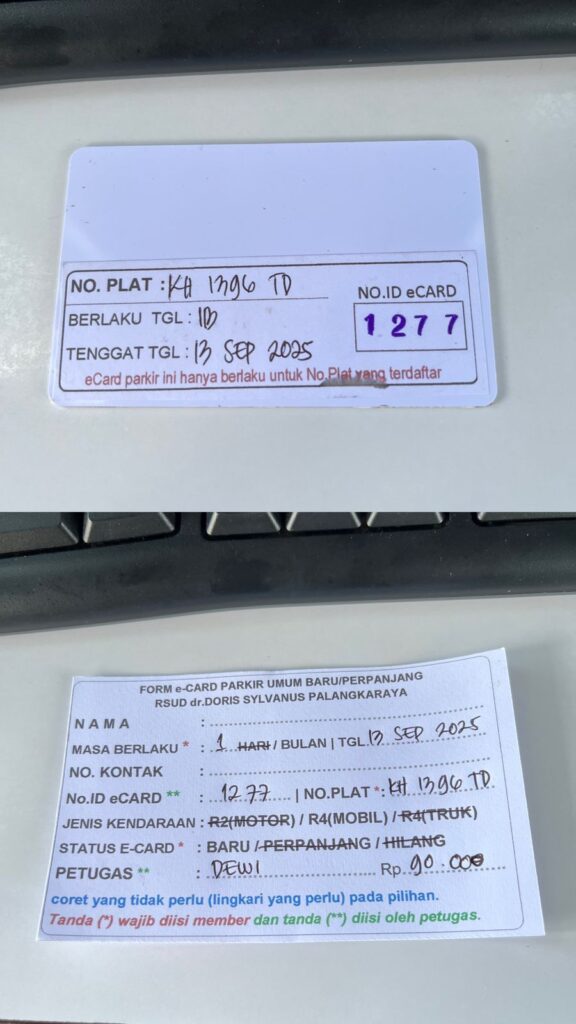 NO. PLAT : KH 1396 TD
NO.ID eCARD
BERLAKU TGL :
1277
TENGGAT TGL : 13 SEP 2025
eCard parkir ini hanya berlaku untuk No.Plat yang terdaftar
FORM e-CARD PARKIR UMUM BARU/PERPANJANG
RSUD dr.DORIS SYLVANUS PALANGKARAYA
NAMA :
MASA BERLAKU * : 1 HARI / BULAN | TGL 13 SEP 2025
NO. KONTAK :
No.ID eCARD ** : 1277 | NO.PLAT *: KH 1396 TD
JENIS KENDARAAN : R2(MOTOR) / R4(MOBIL) / R4(TRUK)
STATUS E-CARD * : BARU / PERPANJANG / HILANG
PETUGAS ** : DEWI Rp 90.000
coret yang tidak perlu (lingkari yang perlu) pada pilihan.
Tanda (*) wajib diisi member dan tanda (**) diisi oleh petugas.